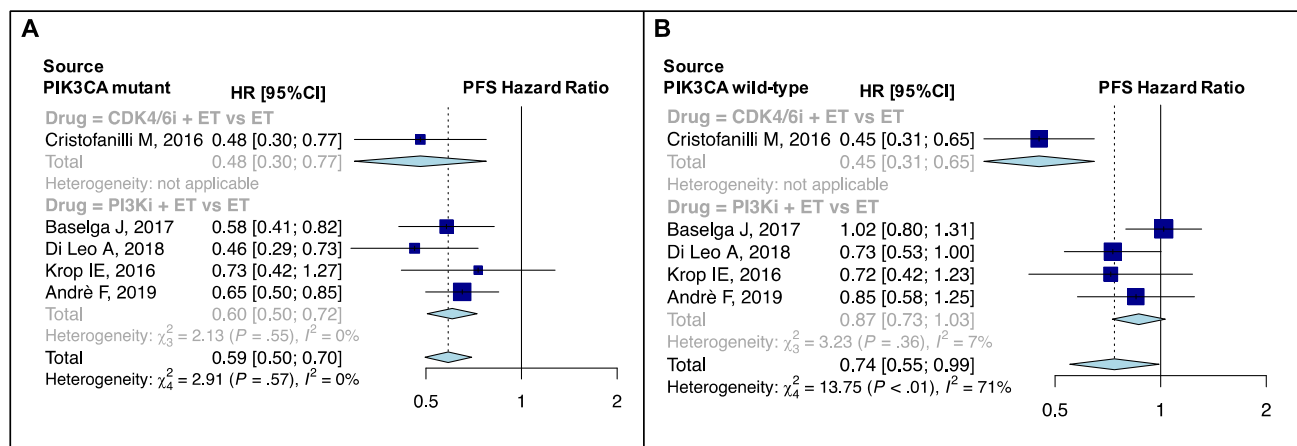 A
Source
PIK3CA mutant HR [95%CI] PFS Hazard Ratio
Drug = CDK4/6i + ET vs ET
Cristofanilli M, 2016 0.48 [0.30; 0.77]
Total 0.48 [0.30; 0.77]
Heterogeneity: not applicable
Drug = PI3Ki + ET vs ET
Baselga J, 2017 0.58 [0.41; 0.82]
Di Leo A, 2018 0.46 [0.29; 0.73]
Krop IE, 2016 0.73 [0.42; 1.27]
Andrè F, 2019 0.65 [0.50; 0.85]
Total 0.60 [0.50; 0.72]
Heterogeneity: χ²₃ = 2.13 (P = .55), I² = 0%
Total 0.59 [0.50; 0.70]
Heterogeneity: χ²₄ = 2.91 (P = .57), I² = 0%
0.5 1 2
B
Source
PIK3CA wild-type HR [95%CI] PFS Hazard Ratio
Drug = CDK4/6i + ET vs ET
Cristofanilli M, 2016 0.45 [0.31; 0.65]
Total 0.45 [0.31; 0.65]
Heterogeneity: not applicable
Drug = PI3Ki + ET vs ET
Baselga J, 2017 1.02 [0.80; 1.31]
Di Leo A, 2018 0.73 [0.53; 1.00]
Krop IE, 2016 0.72 [0.42; 1.23]
Andrè F, 2019 0.85 [0.58; 1.25]
Total 0.87 [0.73; 1.03]
Heterogeneity: χ²₃ = 3.23 (P = .36), I² = 7%
Total 0.74 [0.55; 0.99]
Heterogeneity: χ²₄ = 13.75 (P < .01), I² = 71%
0.5 1 2